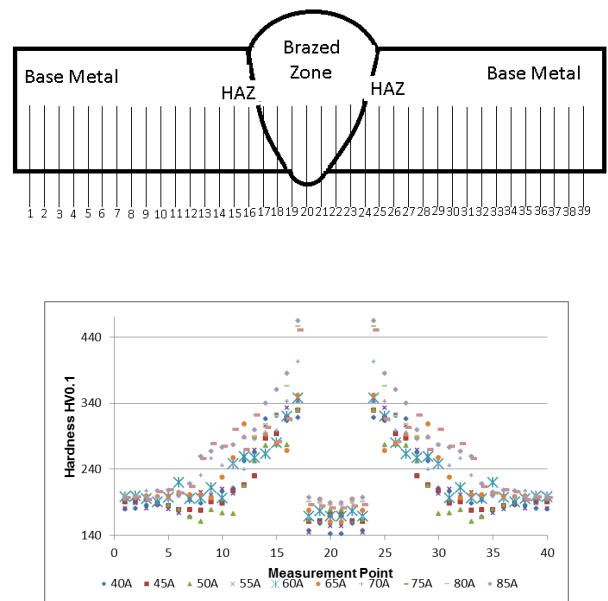 Brazed
Zone
Base Metal
Base Metal
HAZ
HAZ
1 2 3 4 5 6 7 8 9 10 11 12 13 14 15 16 17 18 19 20 21 22 23 24 25 26 27 28 29 30 31 32 33 34 35 36 37 38 39
440
340
240
140
Hardness HV0.1
0 5 10 15 20 25 30 35 40
Measurement Point
40A 45A 50A 55A 60A 65A 70A 75A 80A 85A